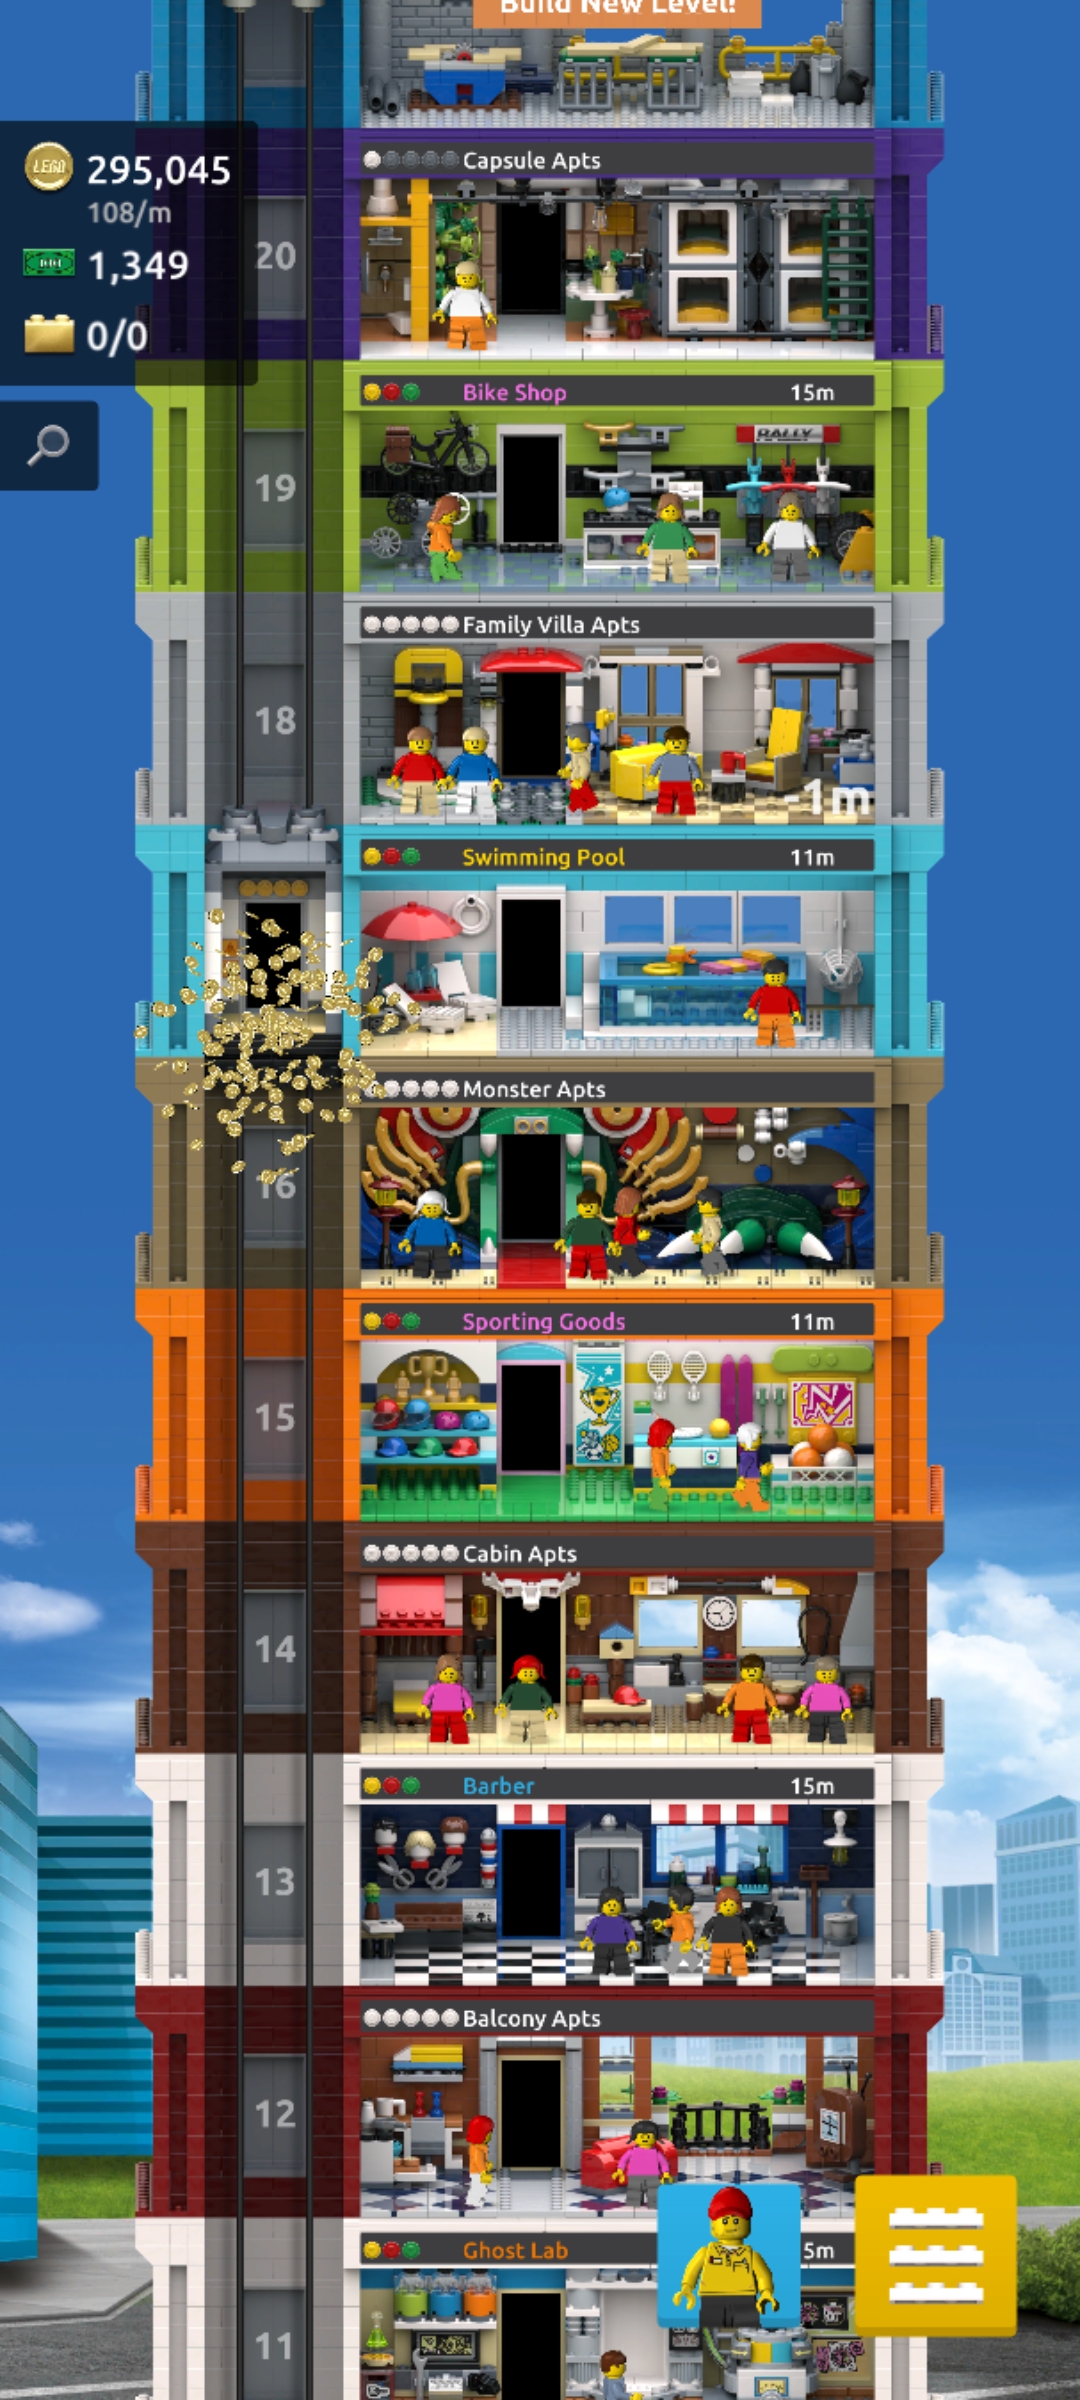 Build New Level!
LEGO
295,045
108/m
1,349
0/0
Capsule Apts
20
Bike Shop 15m
RALLY
19
Family Villa Apts
18
-1m
Swimming Pool 11m
Monster Apts
16
Sporting Goods 11m
N
15
Cabin Apts
14
Barber 15m
13
Balcony Apts
12
Ghost Lab 5m
11